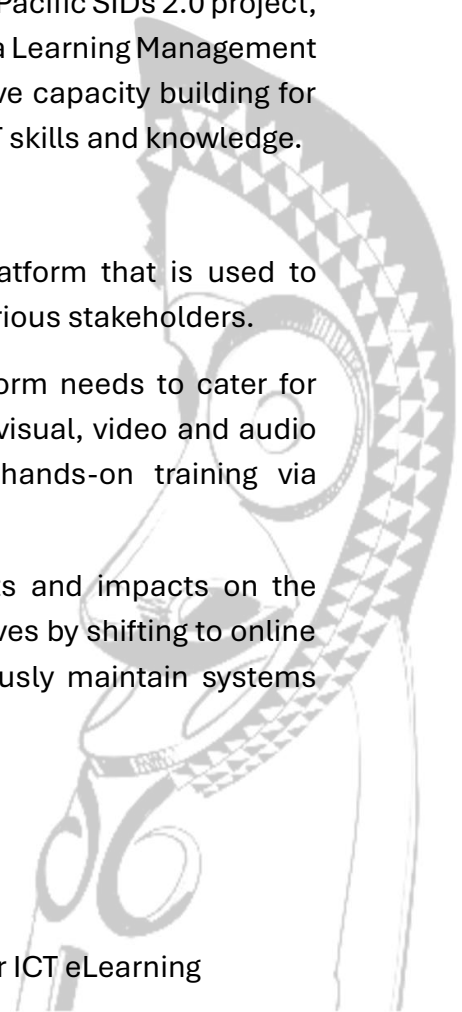 Pacific SIDs 2.0 project,
a Learning Management
ve capacity building for
T skills and knowledge.
atform that is used to
rious stakeholders.
orm needs to cater for
visual, video and audio
hands-on training via
ts and impacts on the
ves by shifting to online
usly maintain systems
r ICT eLearning